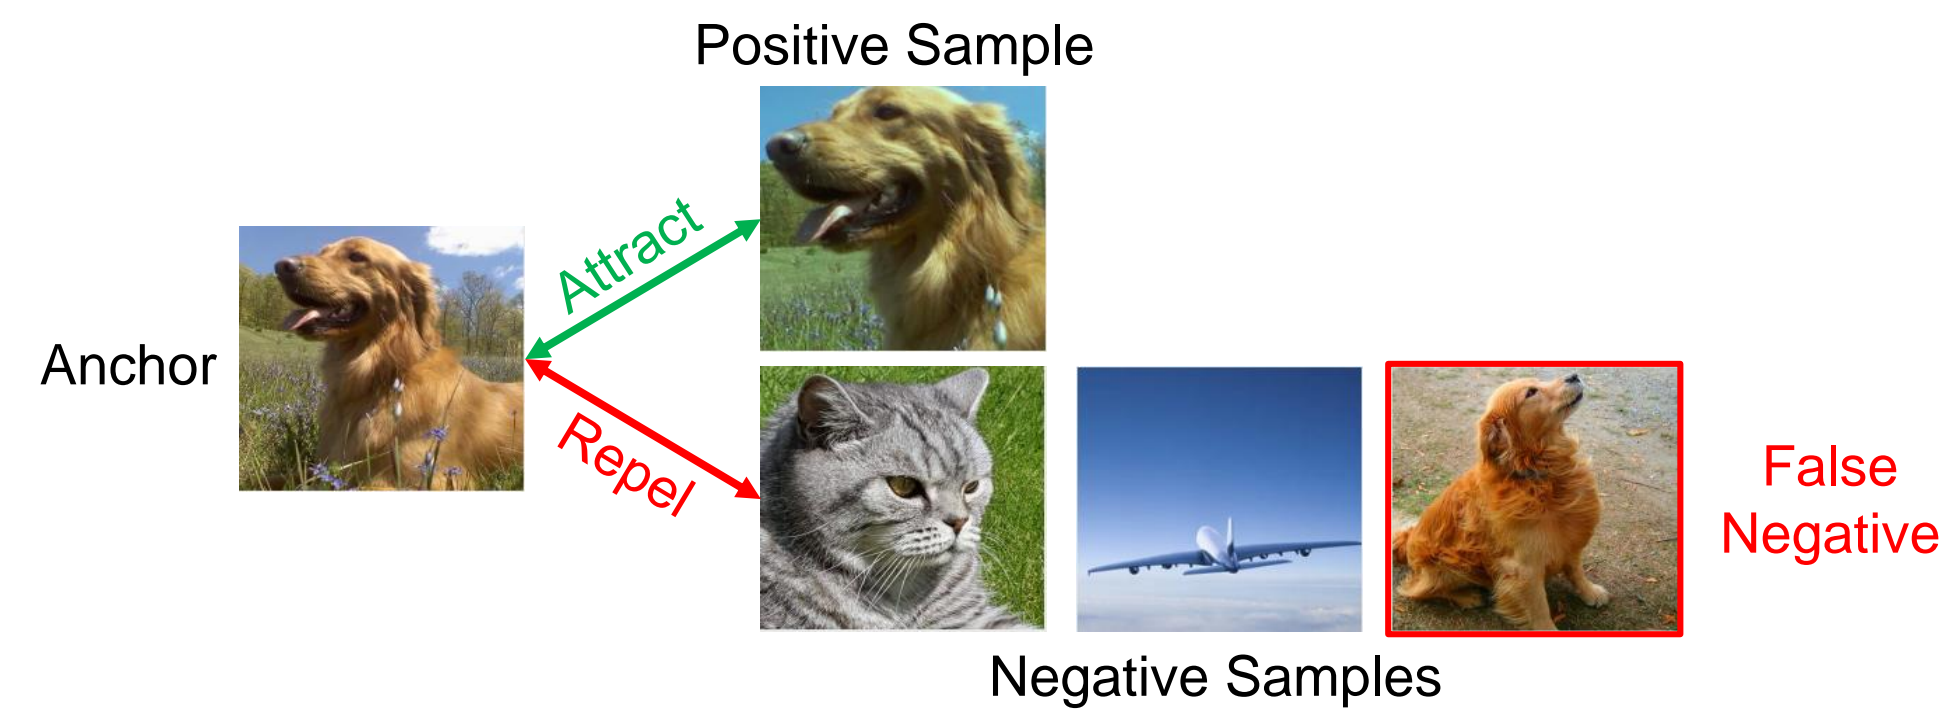 Positive Sample
Attract
Anchor
Repel
False
Negative
Negative Samples